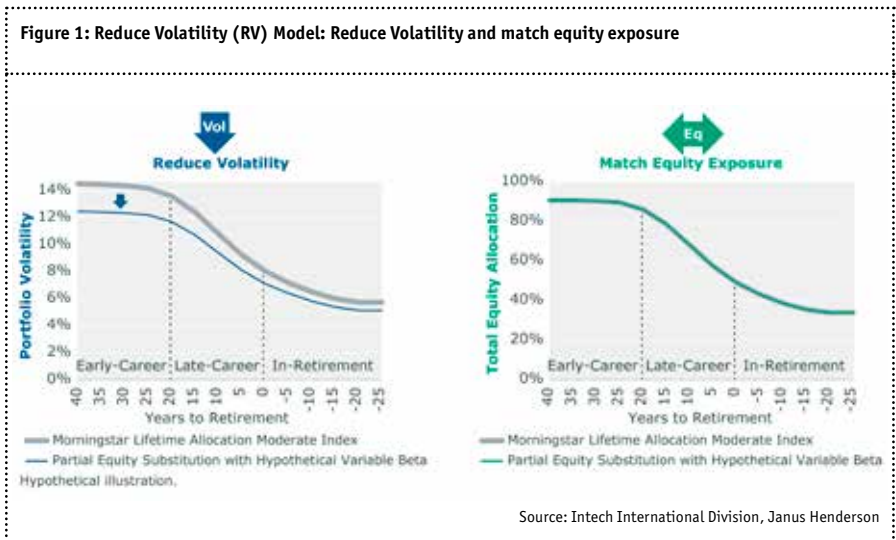 Figure 1: Reduce Volatility (RV) Model: Reduce Volatility and match equity exposure
Vol
Reduce Volatility
14%
12%
10%
8%
6%
4%
2%
0%
Portfolio Volatility
Early-Career
Late-Career
In-Retirement
40
35
30
25
20
15
10
5
0
-5
-10
-15
-20
-25
Years to Retirement
Morningstar Lifetime Allocation Moderate Index
Partial Equity Substitution with Hypothetical Variable Beta
Hypothetical illustration.
Eq
Match Equity Exposure
100%
80%
60%
40%
20%
0%
Total Equity Allocation
Early-Career
Late-Career
In-Retirement
40
35
30
25
20
15
10
5
0
-5
-10
-15
-20
-25
Years to Retirement
Morningstar Lifetime Allocation Moderate Index
Partial Equity Substitution with Hypothetical Variable Beta
Source: Intech International Division, Janus Henderson